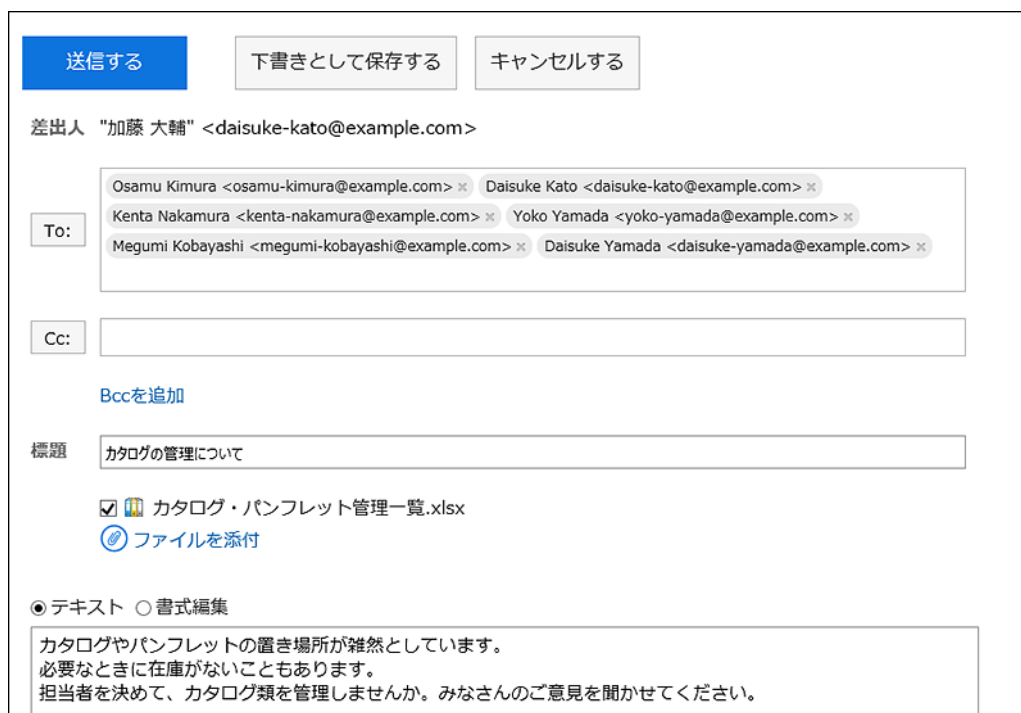 送信する 下書きとして保存する キャンセルする
差出人 "加藤 大輔" <daisuke-kato@example.com>
Osamu Kimura <osamu-kimura@example.com> × Daisuke Kato <daisuke-kato@example.com> ×
To: Kenta Nakamura <kenta-nakamura@example.com> × Yoko Yamada <yoko-yamada@example.com> ×
Megumi Kobayashi <megumi-kobayashi@example.com> × Daisuke Yamada <daisuke-yamada@example.com> ×
Cc:
Bccを追加
標題 カタログの管理について
カタログ・パンフレット管理一覧.xlsx
ファイルを添付
テキスト 書式編集
カタログやパンフレットの置き場所が雑然としています。
必要なときに在庫がないこともあります。
担当者を決めて、カタログ類を管理しませんか。みなさんのご意見を聞かせてください。